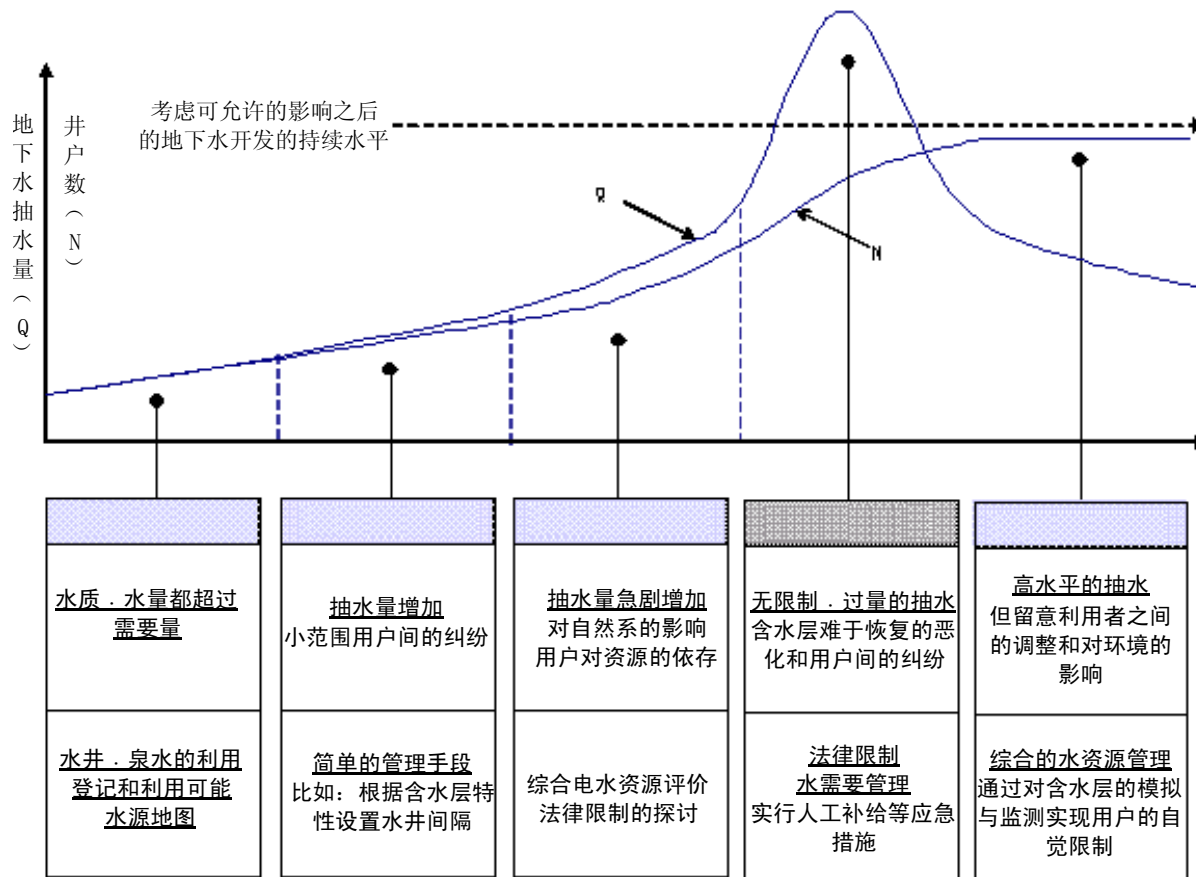 地下水抽水量（Q）
井户数（N）
考虑可允许的影响之后
的地下水开发的持续水平
Q
N
水质．水量都超过
需要量
抽水量增加
小范围用户间的纠纷
抽水量急剧增加
对自然系的影响
用户对资源的依存
无限制．过量的抽水
含水层难于恢复的恶
化和用户间的纠纷
高水平的抽水
但留意利用者之间
的调整和对环境的
影响
水井．泉水的利用
登记和利用可能
水源地图
简单的管理手段
比如：根据含水层特
性设置水井间隔
综合电水资源评价
法律限制的探讨
法律限制
水需要管理
实行人工补给等应急
措施
综合的水资源管理
通过对含水层的模拟
与监测实现用户的自
觉限制